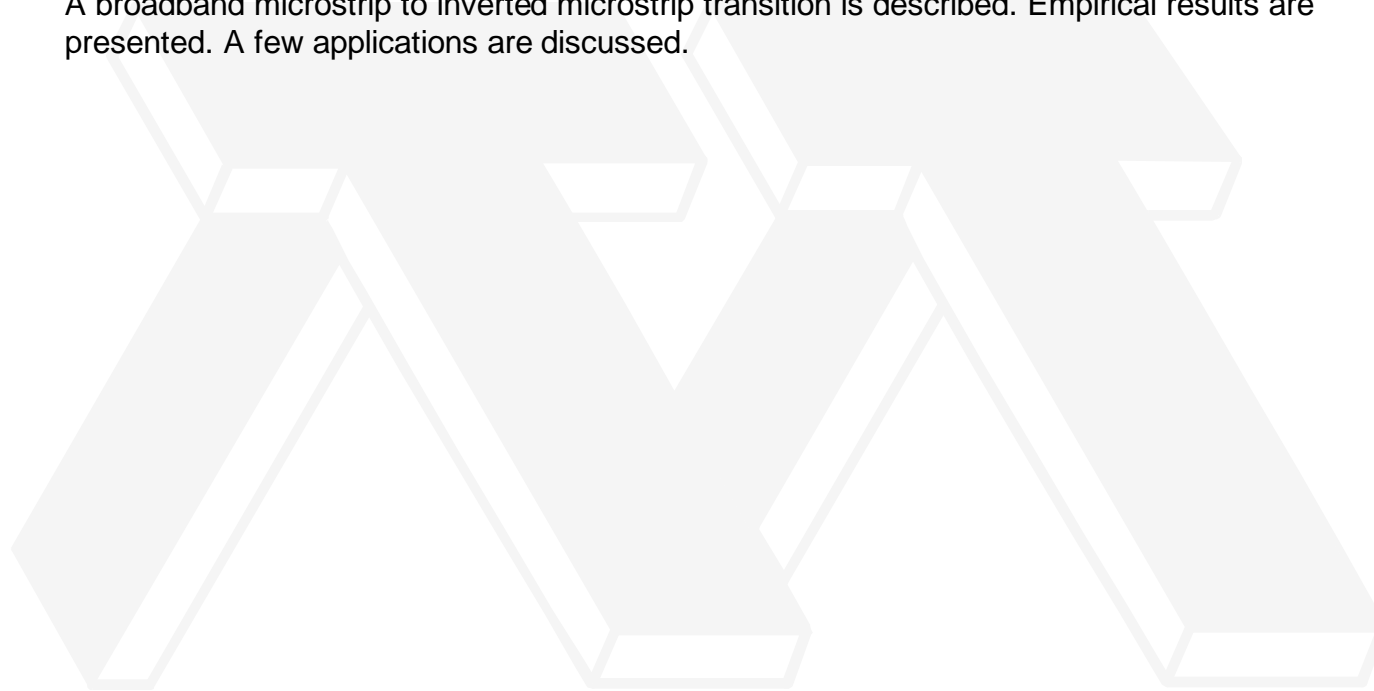 A broadband microstrip to inverted microstrip transition is described. Empirical results are
presented. A few applications are discussed.